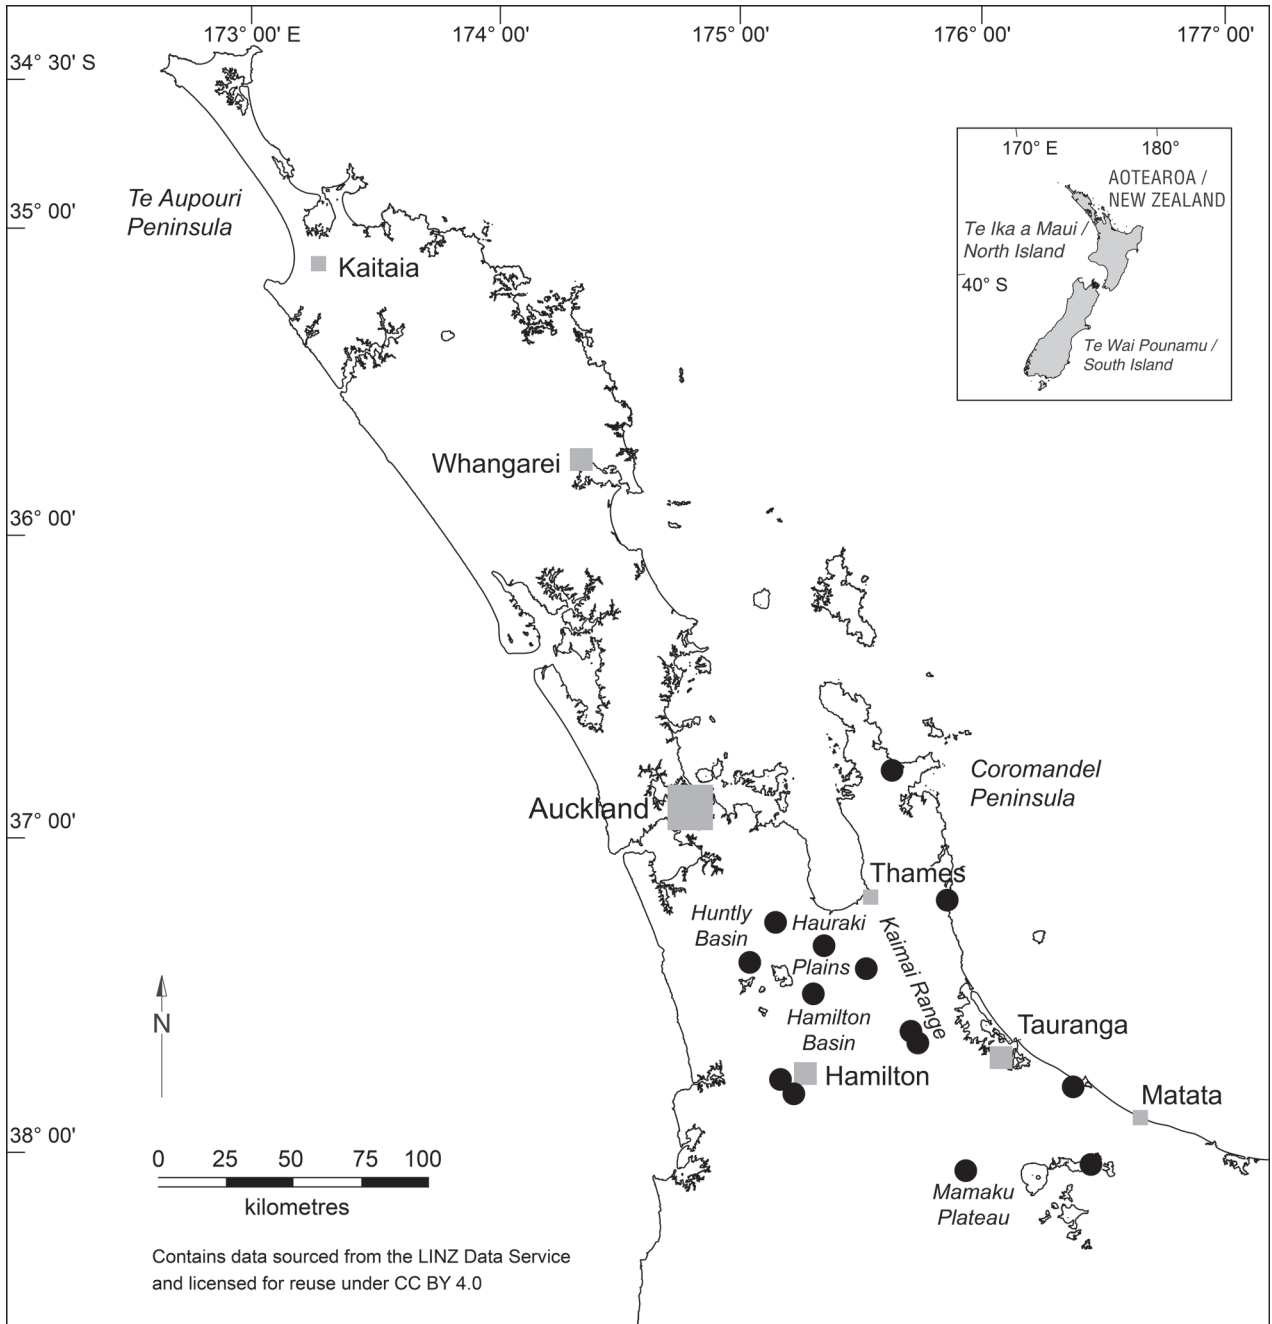 173° 00' E
174° 00'
175° 00'
176° 00'
177° 00'
34° 30' S
170° E
180°
AOTEAROA /
NEW ZEALAND
Te Ika a Maui /
North Island
40° S
Te Wai Pounamu /
South Island
Te Aupouri
Peninsula
35° 00'
Kaitaia
Whangarei
36° 00'
Coromandel
Peninsula
Auckland
37° 00'
Thames
Huntly
Basin
Hauraki
Plains
Kaimai Range
Hamilton
Basin
N
Tauranga
Hamilton
Matata
38° 00'
0 25 50 75 100
kilometres
Mamaku
Plateau
Contains data sourced from the LINZ Data Service
and licensed for reuse under CC BY 4.0